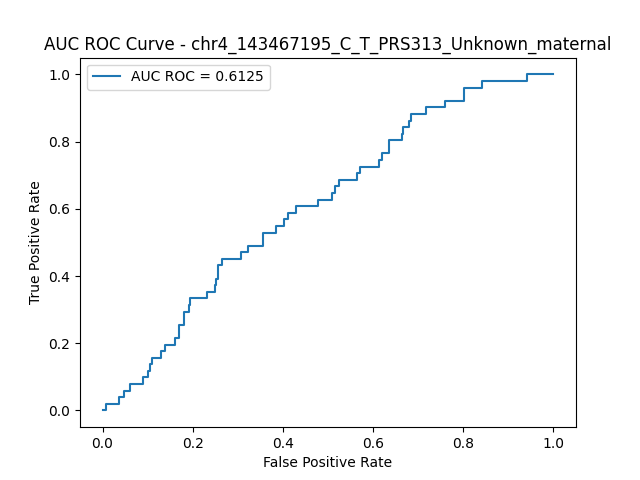 AUC ROC Curve - chr4_143467195_C_T_PRS313_Unknown_maternal
AUC ROC = 0.6125
True Positive Rate
1.0
0.8
0.6
0.4
0.2
0.0
0.0 0.2 0.4 0.6 0.8 1.0
False Positive Rate